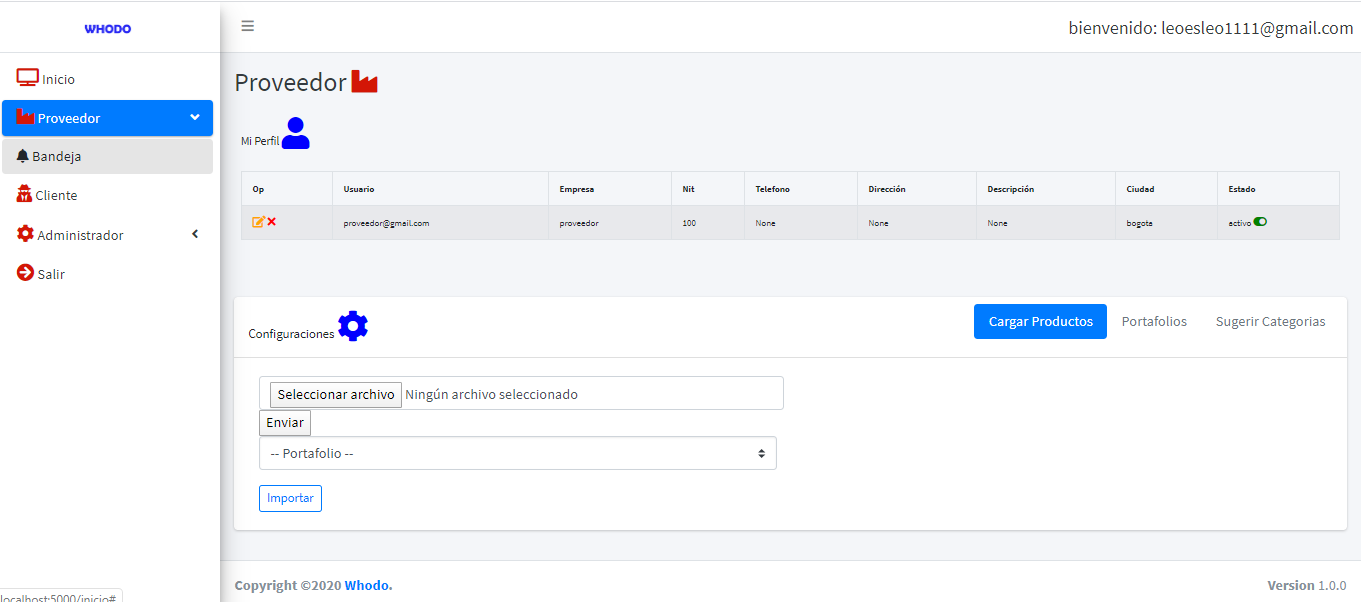 WHODO
bienvenido: leoesleo1111@gmail.com
Inicio
Proveedor
Bandeja
Cliente
Administrador
Salir
Proveedor
Mi Perfil
Op Usuario Empresa Nit Telefono Dirección Descripción Ciudad Estado
proveedor@gmail.com proveedor 100 None None None bogota activo
Configuraciones
Cargar Productos Portafolios Sugerir Categorias
Seleccionar archivo Ningún archivo seleccionado
Enviar
-- Portafolio --
Importar
Copyright ©2020 Whodo. Version 1.0.0
localhost:5000/inicio#